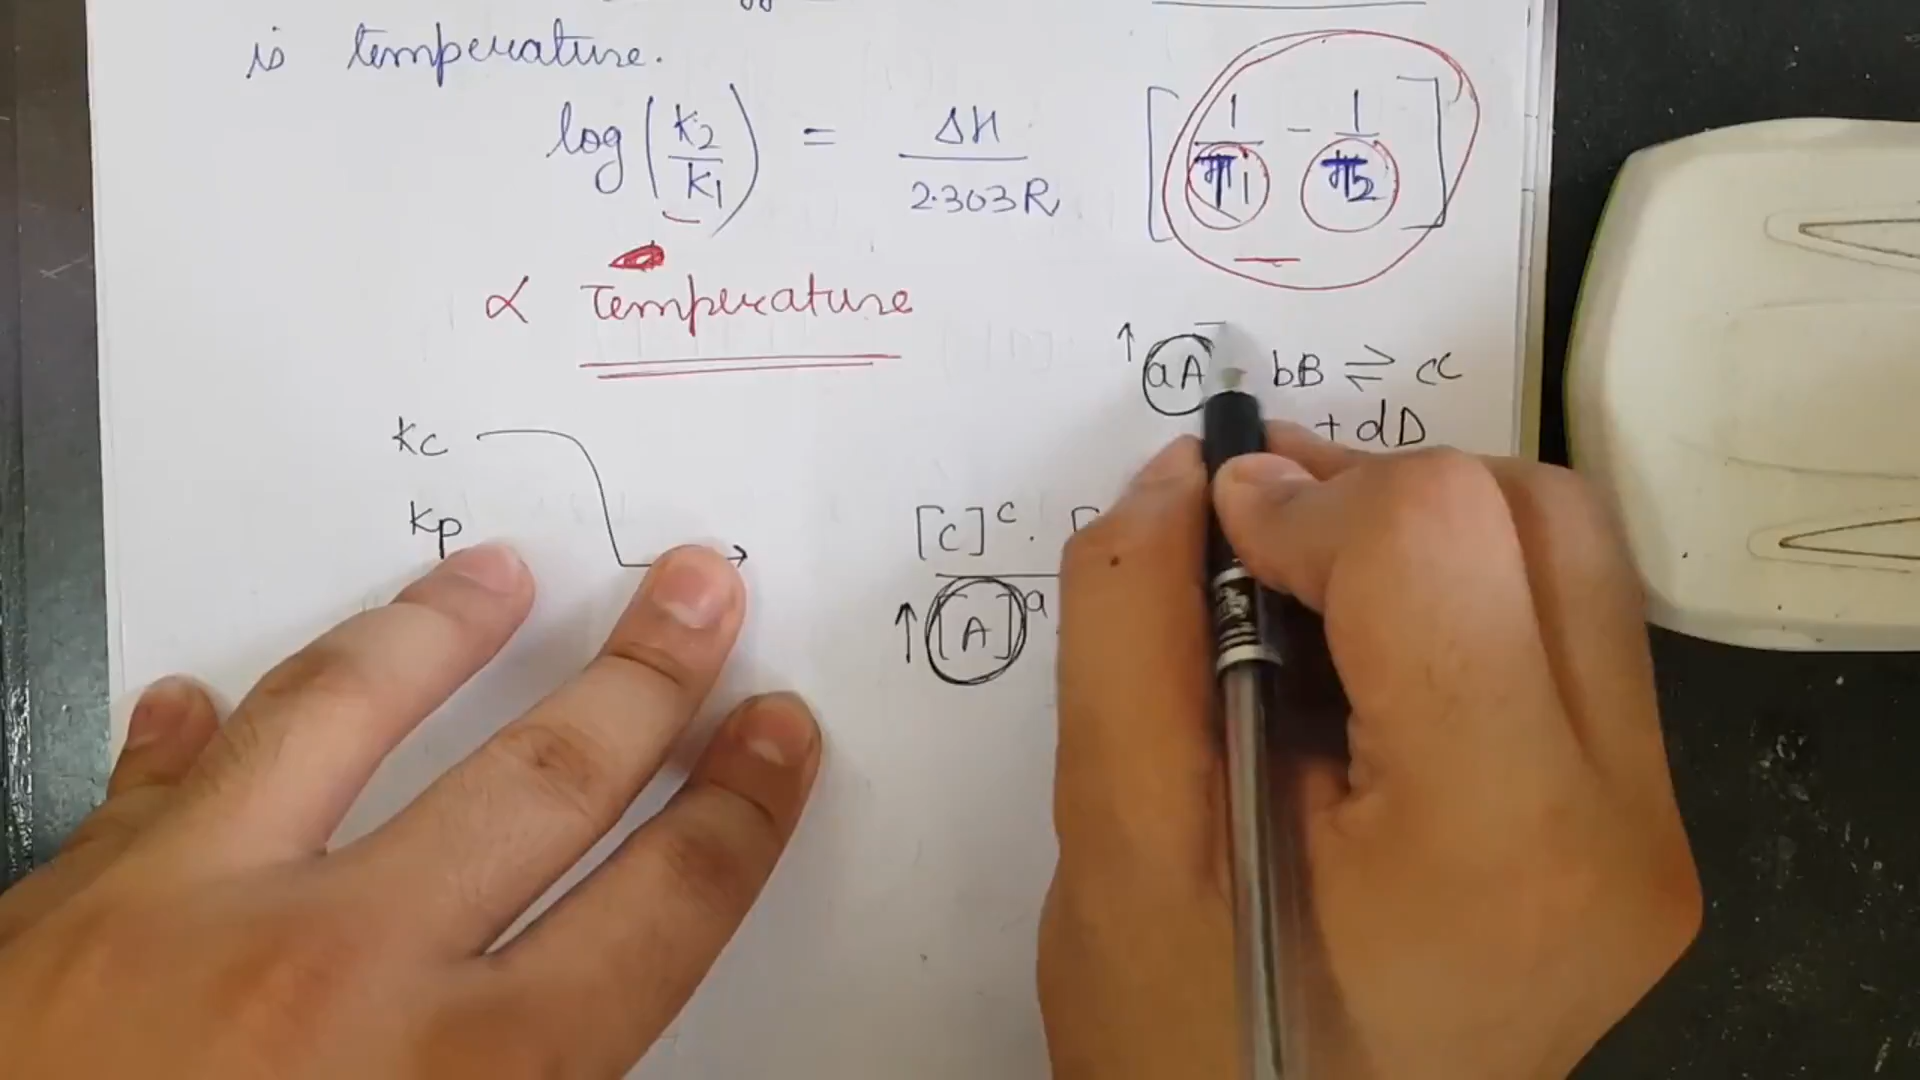 is temperature.
log (k2/k1) = ΔH/2.303R [1/T1 - 1/T2]
∝ Temperature
↑ aA bB ⇌ cC
+ dD
Kc
Kp
[C]^c . [
↑ [A]^a